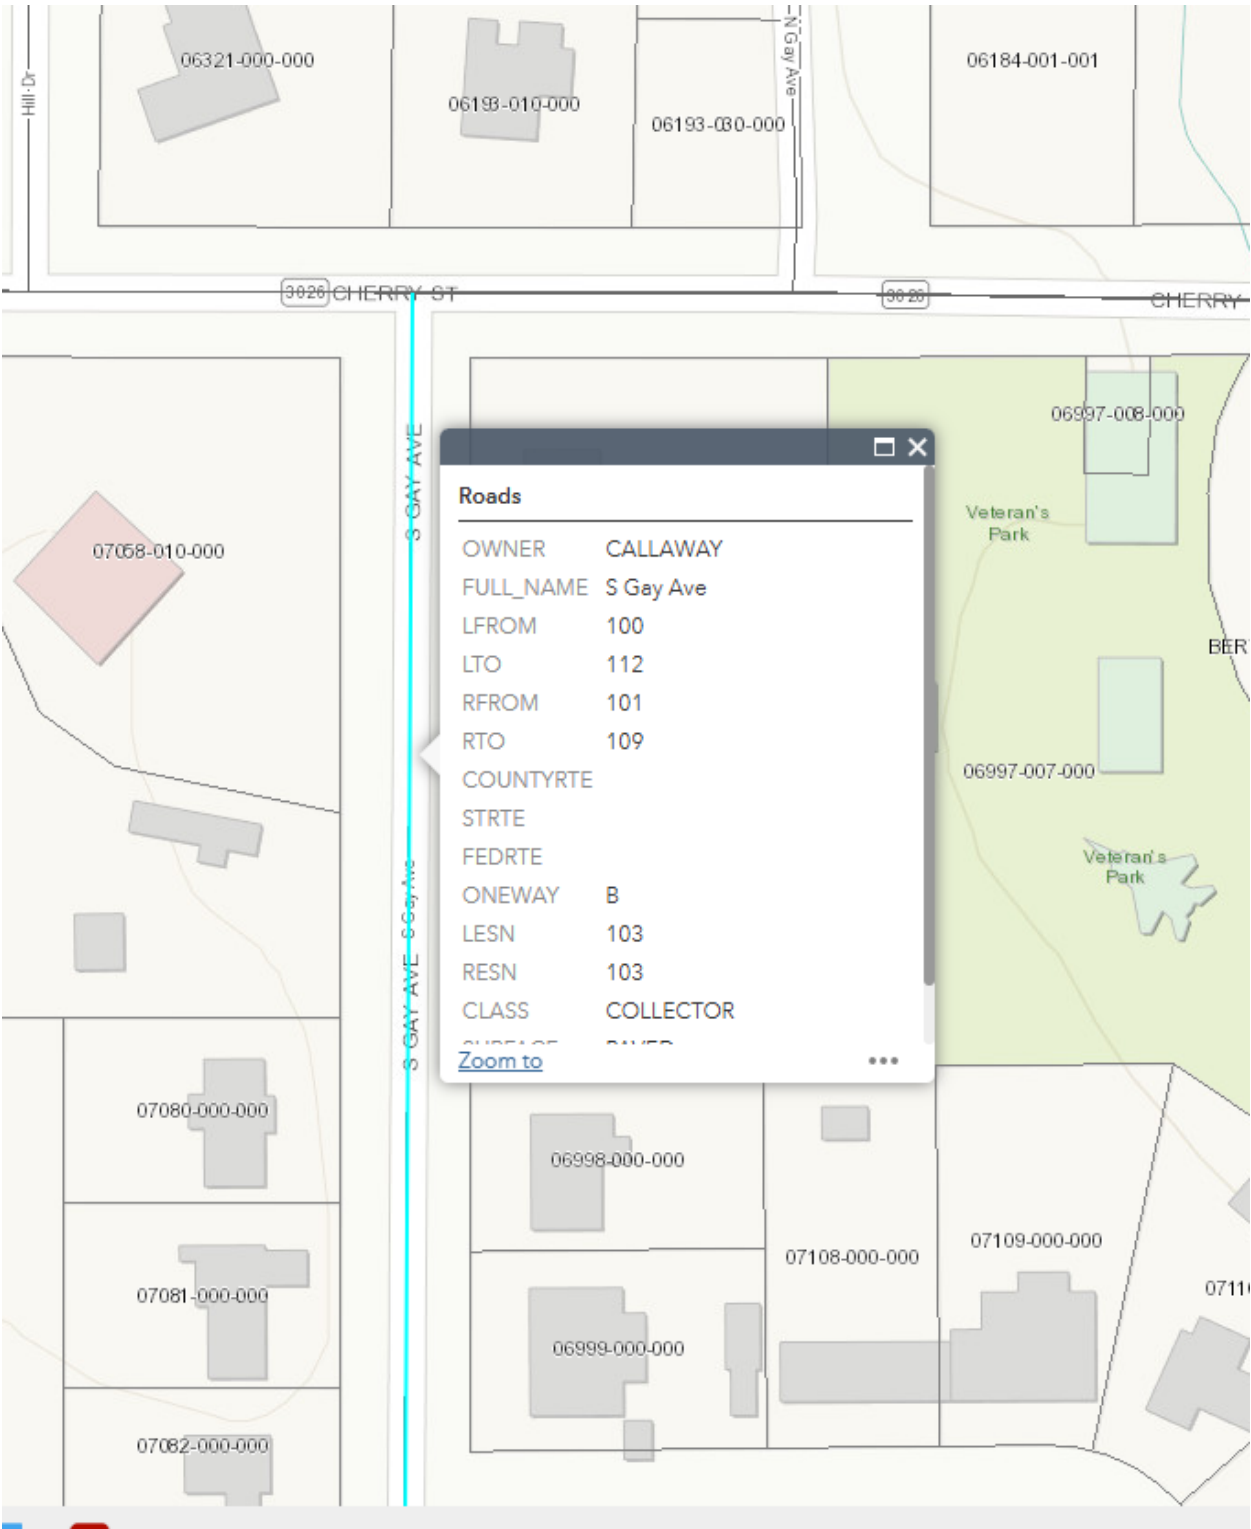 06321-000-000
06184-001-001
N Gay Ave
Hill Dr
06193-010-000
06193-030-000
3026 CHERRY ST
3026
CHERRY
06997-008-000
S GAY AVE
Roads
Veteran's
Park
OWNER CALLAWAY
07058-010-000
FULL_NAME S Gay Ave
LFROM 100
BER
LTO 112
RFROM 101
RTO 109
06997-007-000
COUNTYRTE
STRTE
FEDRTE
Veteran's
Park
ONEWAY B
S Gay Ave
LESN 103
RESN 103
CLASS COLLECTOR
S GAY AVE
SURFACE PAVED
Zoom to
07080-000-000
06998-000-000
07109-000-000
07108-000-000
0711
07081-000-000
06999-000-000
07082-000-000